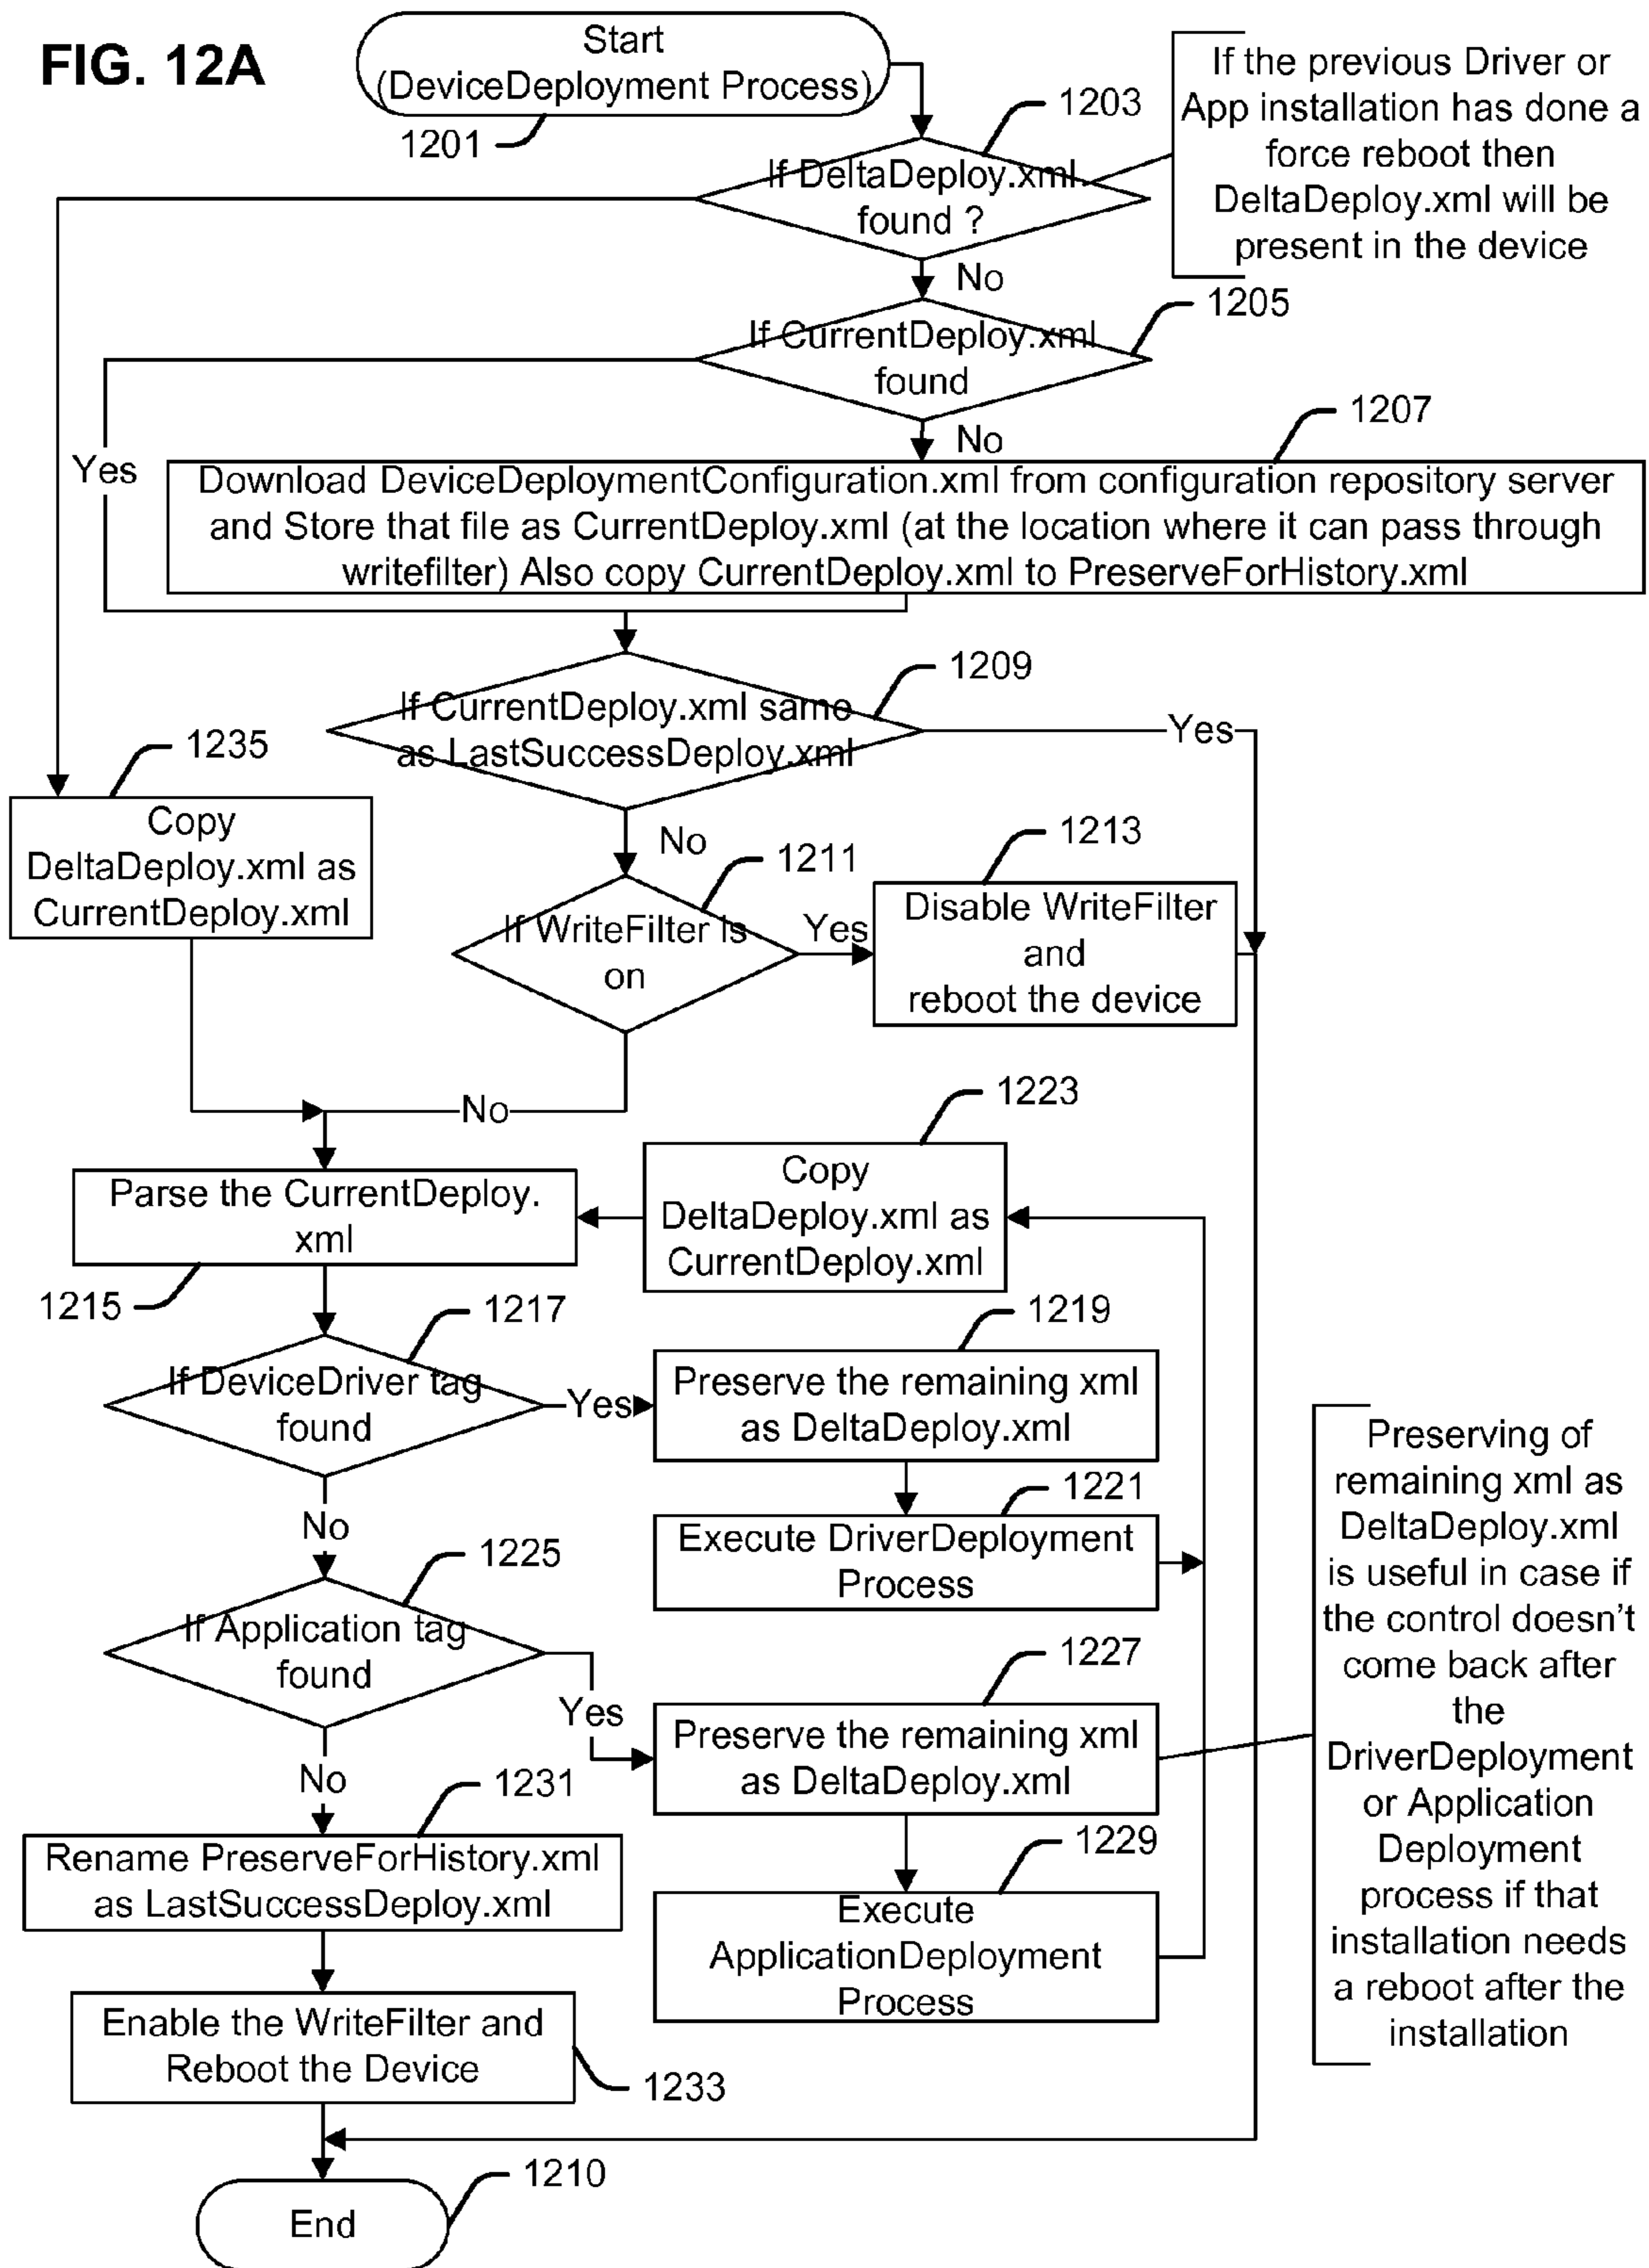 FIG. 12A
Start
(DeviceDeployment Process)
1201
1203
If DeltaDeploy.xml
found ?
If the previous Driver or
App installation has done a
force reboot then
DeltaDeploy.xml will be
present in the device
No
1205
If CurrentDeploy.xml
found
No
1207
Yes
Download DeviceDeploymentConfiguration.xml from configuration repository server
and Store that file as CurrentDeploy.xml (at the location where it can pass through
writefilter) Also copy CurrentDeploy.xml to PreserveForHistory.xml
1209
If CurrentDeploy.xml same
as LastSuccessDeploy.xml
Yes
1235
Copy
DeltaDeploy.xml as
CurrentDeploy.xml
No
1211
If WriteFilter is
on
Yes
1213
Disable WriteFilter
and
reboot the device
No
1223
Copy
DeltaDeploy.xml as
CurrentDeploy.xml
Parse the CurrentDeploy.
xml
1215
1217
If DeviceDriver tag
found
Yes
1219
Preserve the remaining xml
as DeltaDeploy.xml
1221
Execute DriverDeployment
Process
No
1225
If Application tag
found
Yes
1227
Preserve the remaining xml
as DeltaDeploy.xml
Preserving of
remaining xml as
DeltaDeploy.xml
is useful in case if
the control doesn't
come back after
the
DriverDeployment
or Application
Deployment
process if that
installation needs
a reboot after the
installation
1229
Execute
ApplicationDeployment
Process
No
1231
Rename PreserveForHistory.xml
as LastSuccessDeploy.xml
Enable the WriteFilter and
Reboot the Device
1233
1210
End